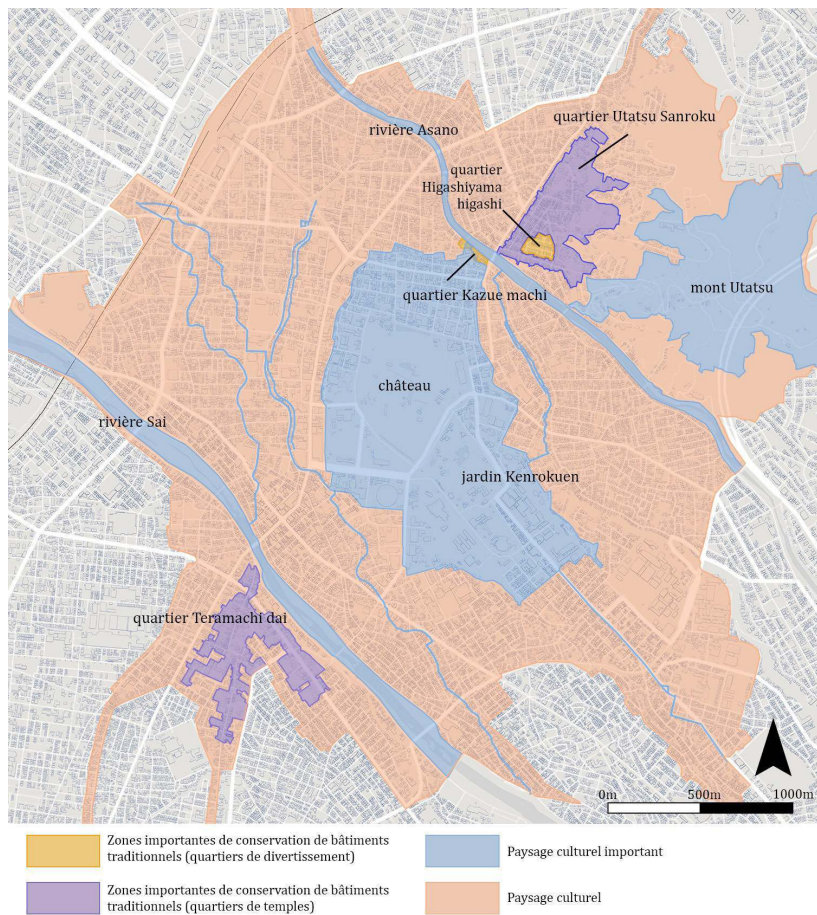 quartier Utatsu Sanroku
rivière Asano
quartier
Higashiyama
higashi
quartier Kazue machi
mont Utatsu
château
rivière Sai
jardin Kenrokuen
quartier Teramachi dai
0m 500m 1000m
Zones importantes de conservation de bâtiments
traditionnels (quartiers de divertissement)
Paysage culturel important
Zones importantes de conservation de bâtiments
traditionnels (quartiers de temples)
Paysage culturel